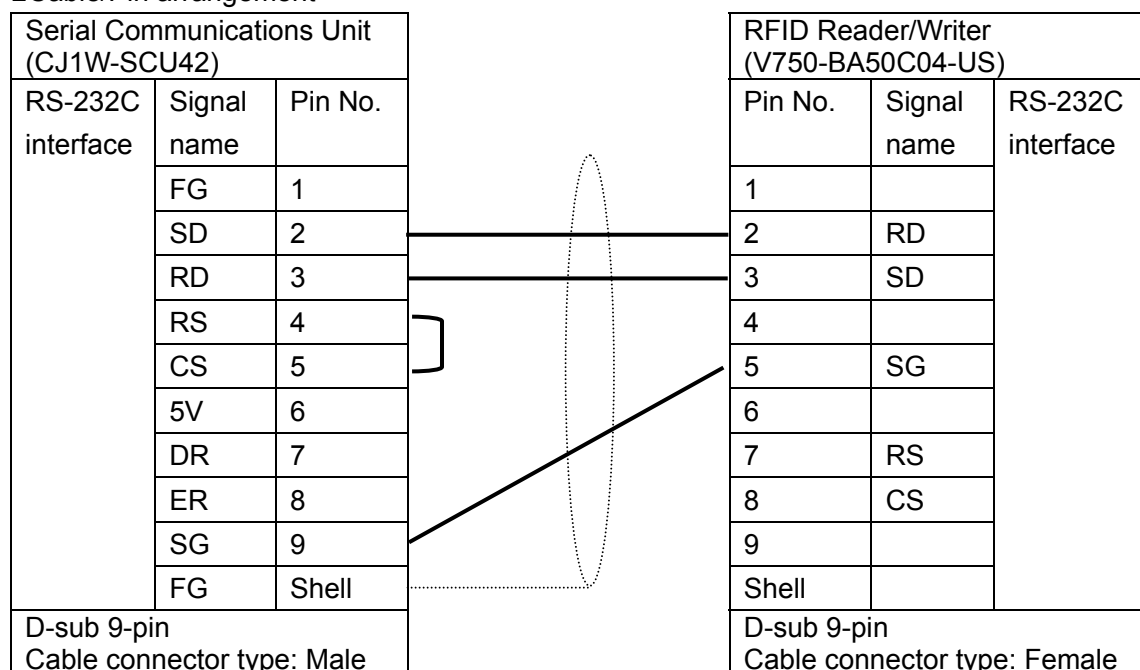 Serial Communications Unit
(CJ1W-SCU42)
RFID Reader/Writer
(V750-BA50C04-US)
RS-232C interface Signal name Pin No.
Pin No. Signal name RS-232C interface
FG 1 1
SD 2 2 RD
RD 3 3 SD
RS 4 4
CS 5 5 SG
5V 6 6
DR 7 7 RS
ER 8 8 CS
SG 9 9
FG Shell Shell
D-sub 9-pin
Cable connector type: Male
D-sub 9-pin
Cable connector type: Female